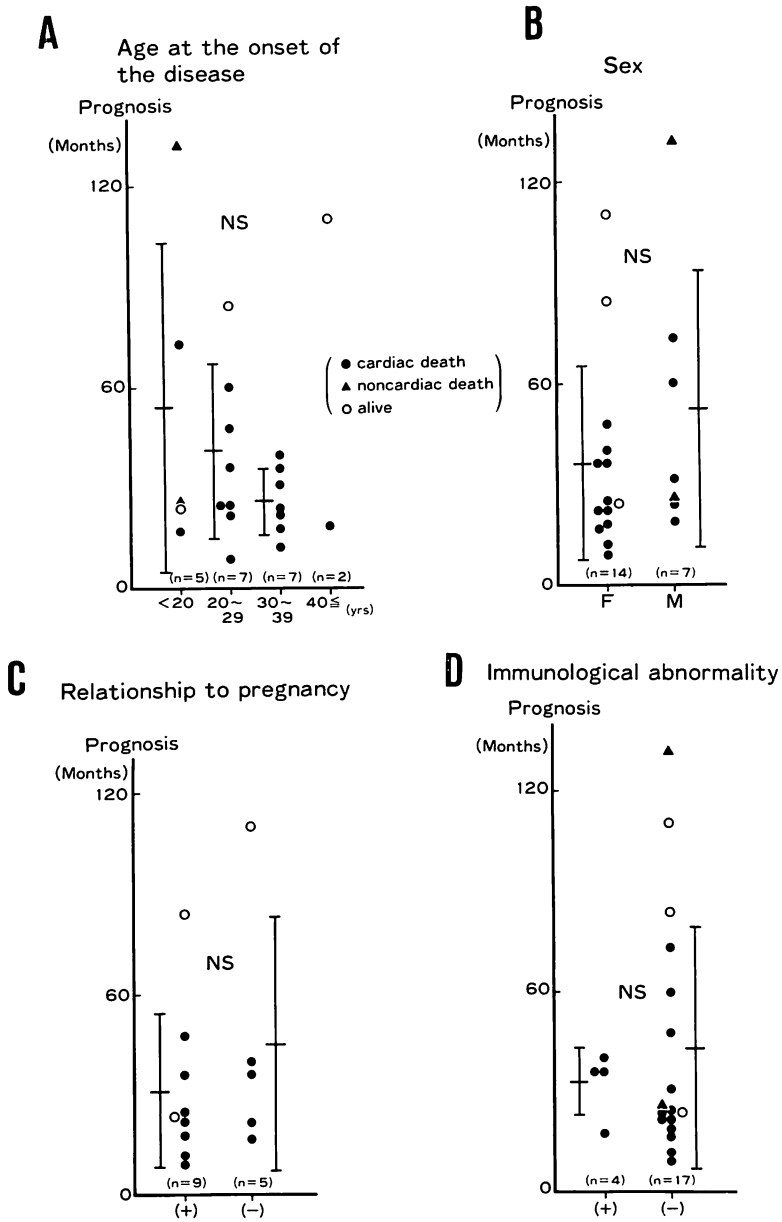 A
Age at the onset of
the disease
Prognosis
(Months)
120
60
0
NS
(n=5) (n=7) (n=7) (n=2)
<20 20~ 30~ 40≦ (yrs)
29 39
● cardiac death
▲ noncardiac death
○ alive
B
Sex
Prognosis
(Months)
120
60
0
NS
(n=14) (n=7)
F M
C
Relationship to pregnancy
Prognosis
(Months)
120
60
0
NS
(n=9) (n=5)
(+) (−)
D
Immunological abnormality
Prognosis
(Months)
120
60
0
NS
(n=4) (n=17)
(+) (−)